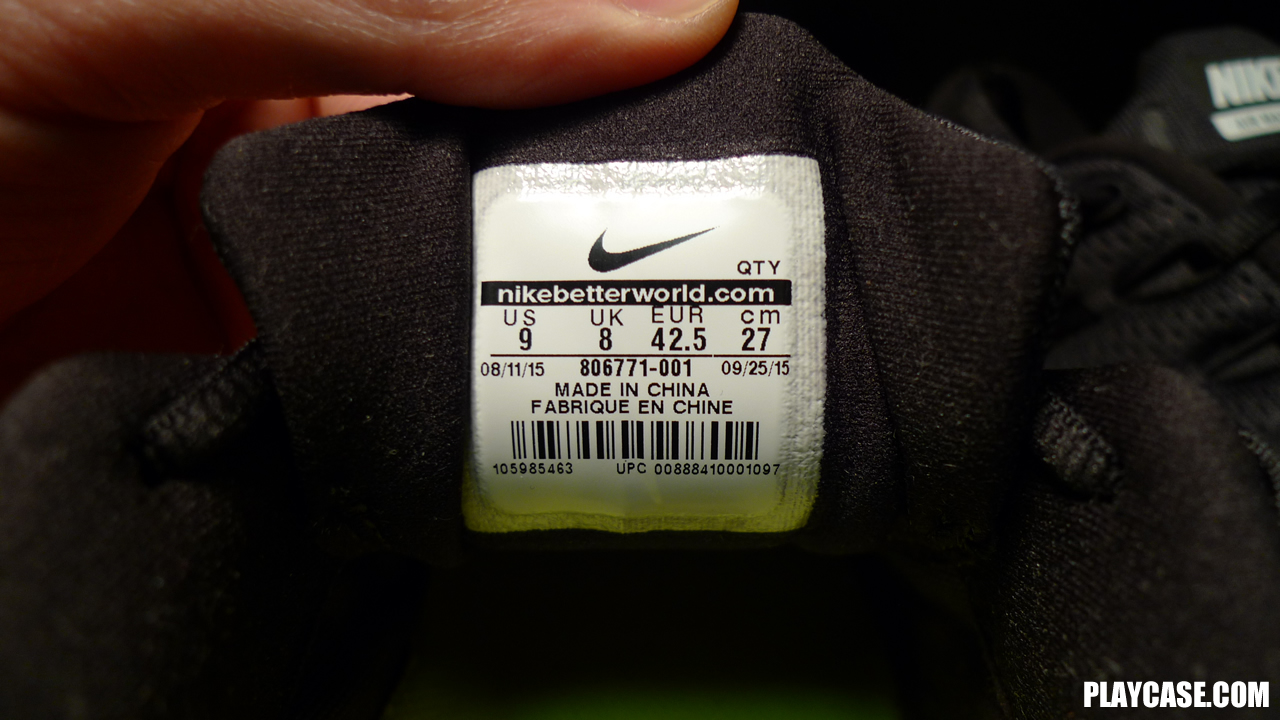 NIKE
QTY
nikebetterworld.com
US UK EUR cm
9 8 42.5 27
08/11/15 806771-001 09/25/15
MADE IN CHINA
FABRIQUE EN CHINE
105985463 UPC 00888410001097
PLAYCASE.COM